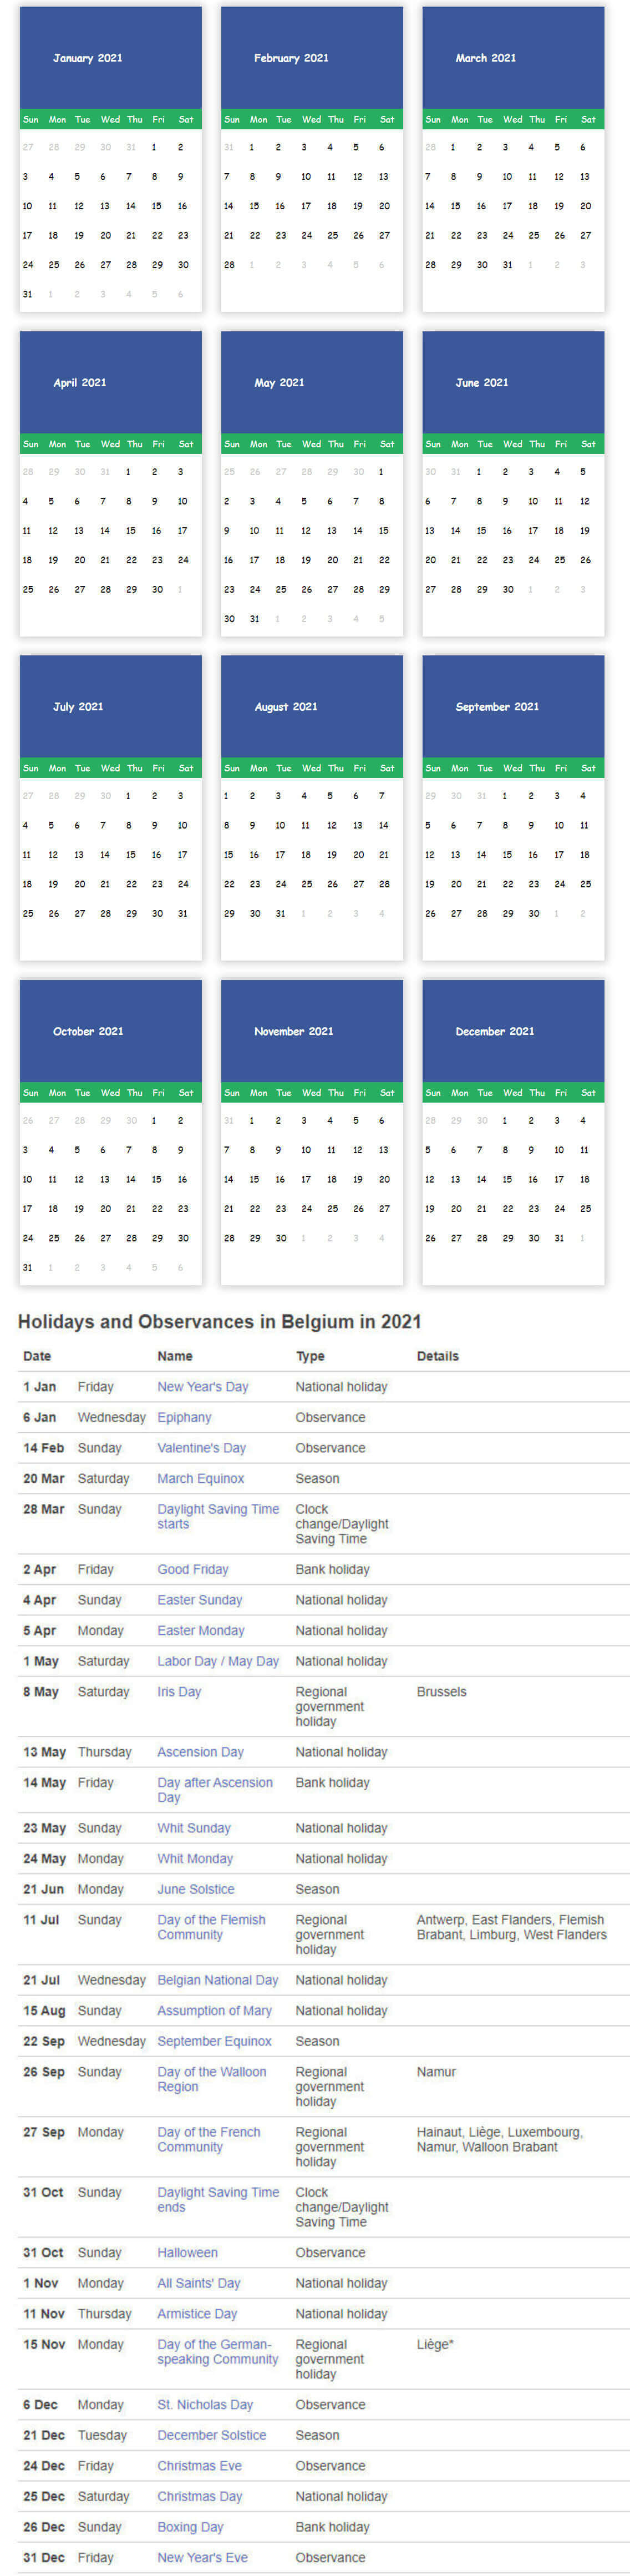 January 2021 February 2021 March 2021
Sun Mon Tue Wed Thu Fri Sat Sun Mon Tue Wed Thu Fri Sat Sun Mon Tue Wed Thu Fri Sat
27 28 29 30 31 1 2 31 1 2 3 4 5 6 28 1 2 3 4 5 6
3 4 5 6 7 8 9 7 8 9 10 11 12 13 7 8 9 10 11 12 13
10 11 12 13 14 15 16 14 15 16 17 18 19 20 14 15 16 17 18 19 20
17 18 19 20 21 22 23 21 22 23 24 25 26 27 21 22 23 24 25 26 27
24 25 26 27 28 29 30 28 1 2 3 4 5 6 28 29 30 31 1 2 3
31 1 2 3 4 5 6
April 2021 May 2021 June 2021
Sun Mon Tue Wed Thu Fri Sat Sun Mon Tue Wed Thu Fri Sat Sun Mon Tue Wed Thu Fri Sat
28 29 30 31 1 2 3 25 26 27 28 29 30 1 30 31 1 2 3 4 5
4 5 6 7 8 9 10 2 3 4 5 6 7 8 6 7 8 9 10 11 12
11 12 13 14 15 16 17 9 10 11 12 13 14 15 13 14 15 16 17 18 19
18 19 20 21 22 23 24 16 17 18 19 20 21 22 20 21 22 23 24 25 26
25 26 27 28 29 30 1 23 24 25 26 27 28 29 27 28 29 30 1 2 3
30 31 1 2 3 4 5
July 2021 August 2021 September 2021
Sun Mon Tue Wed Thu Fri Sat Sun Mon Tue Wed Thu Fri Sat Sun Mon Tue Wed Thu Fri Sat
27 28 29 30 1 2 3 1 2 3 4 5 6 7 29 30 31 1 2 3 4
4 5 6 7 8 9 10 8 9 10 11 12 13 14 5 6 7 8 9 10 11
11 12 13 14 15 16 17 15 16 17 18 19 20 21 12 13 14 15 16 17 18
18 19 20 21 22 23 24 22 23 24 25 26 27 28 19 20 21 22 23 24 25
25 26 27 28 29 30 31 29 30 31 1 2 3 4 26 27 28 29 30 1 2
October 2021 November 2021 December 2021
Sun Mon Tue Wed Thu Fri Sat Sun Mon Tue Wed Thu Fri Sat Sun Mon Tue Wed Thu Fri Sat
26 27 28 29 30 1 2 31 1 2 3 4 5 6 28 29 30 1 2 3 4
3 4 5 6 7 8 9 7 8 9 10 11 12 13 5 6 7 8 9 10 11
10 11 12 13 14 15 16 14 15 16 17 18 19 20 12 13 14 15 16 17 18
17 18 19 20 21 22 23 21 22 23 24 25 26 27 19 20 21 22 23 24 25
24 25 26 27 28 29 30 28 29 30 1 2 3 4 26 27 28 29 30 31 1
31 1 2 3 4 5 6
Holidays and Observances in Belgium in 2021
Date Name Type Details
1 Jan Friday New Year's Day National holiday
6 Jan Wednesday Epiphany Observance
14 Feb Sunday Valentine's Day Observance
20 Mar Saturday March Equinox Season
28 Mar Sunday Daylight Saving Time Clock
starts change/Daylight
Saving Time
2 Apr Friday Good Friday Bank holiday
4 Apr Sunday Easter Sunday National holiday
5 Apr Monday Easter Monday National holiday
1 May Saturday Labor Day / May Day National holiday
8 May Saturday Iris Day Regional Brussels
government
holiday
13 May Thursday Ascension Day National holiday
14 May Friday Day after Ascension Bank holiday
Day
23 May Sunday Whit Sunday National holiday
24 May Monday Whit Monday National holiday
21 Jun Monday June Solstice Season
11 Jul Sunday Day of the Flemish Regional Antwerp, East Flanders, Flemish
Community government Brabant, Limburg, West Flanders
holiday
21 Jul Wednesday Belgian National Day National holiday
15 Aug Sunday Assumption of Mary National holiday
22 Sep Wednesday September Equinox Season
26 Sep Sunday Day of the Walloon Regional Namur
Region government
holiday
27 Sep Monday Day of the French Regional Hainaut, Liège, Luxembourg,
Community government Namur, Walloon Brabant
holiday
31 Oct Sunday Daylight Saving Time Clock
ends change/Daylight
Saving Time
31 Oct Sunday Halloween Observance
1 Nov Monday All Saints' Day National holiday
11 Nov Thursday Armistice Day National holiday
15 Nov Monday Day of the German- Regional Liège*
speaking Community government
holiday
6 Dec Monday St. Nicholas Day Observance
21 Dec Tuesday December Solstice Season
24 Dec Friday Christmas Eve Observance
25 Dec Saturday Christmas Day National holiday
26 Dec Sunday Boxing Day Bank holiday
31 Dec Friday New Year's Eve Observance